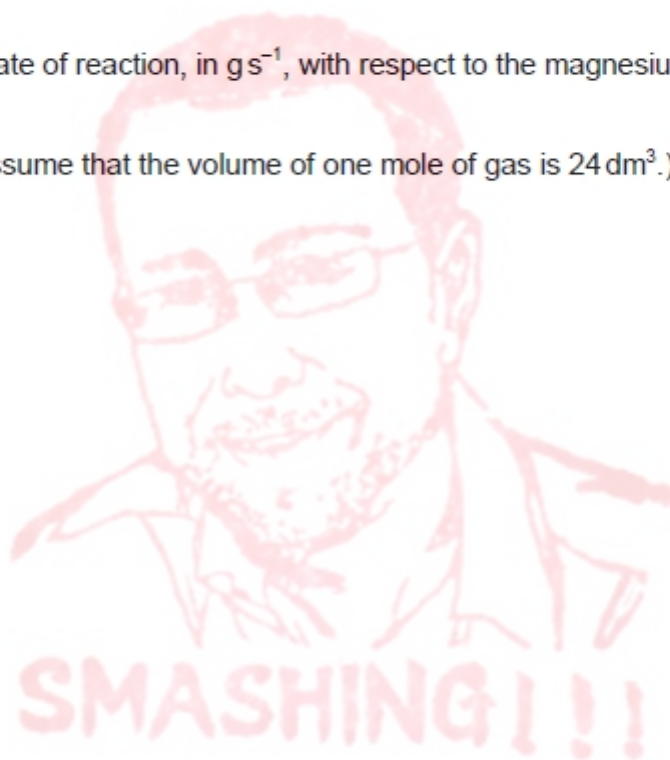 ate of reaction, in g s⁻¹, with respect to the magnesiu
ssume that the volume of one mole of gas is 24 dm³.)
SMASHING!!!